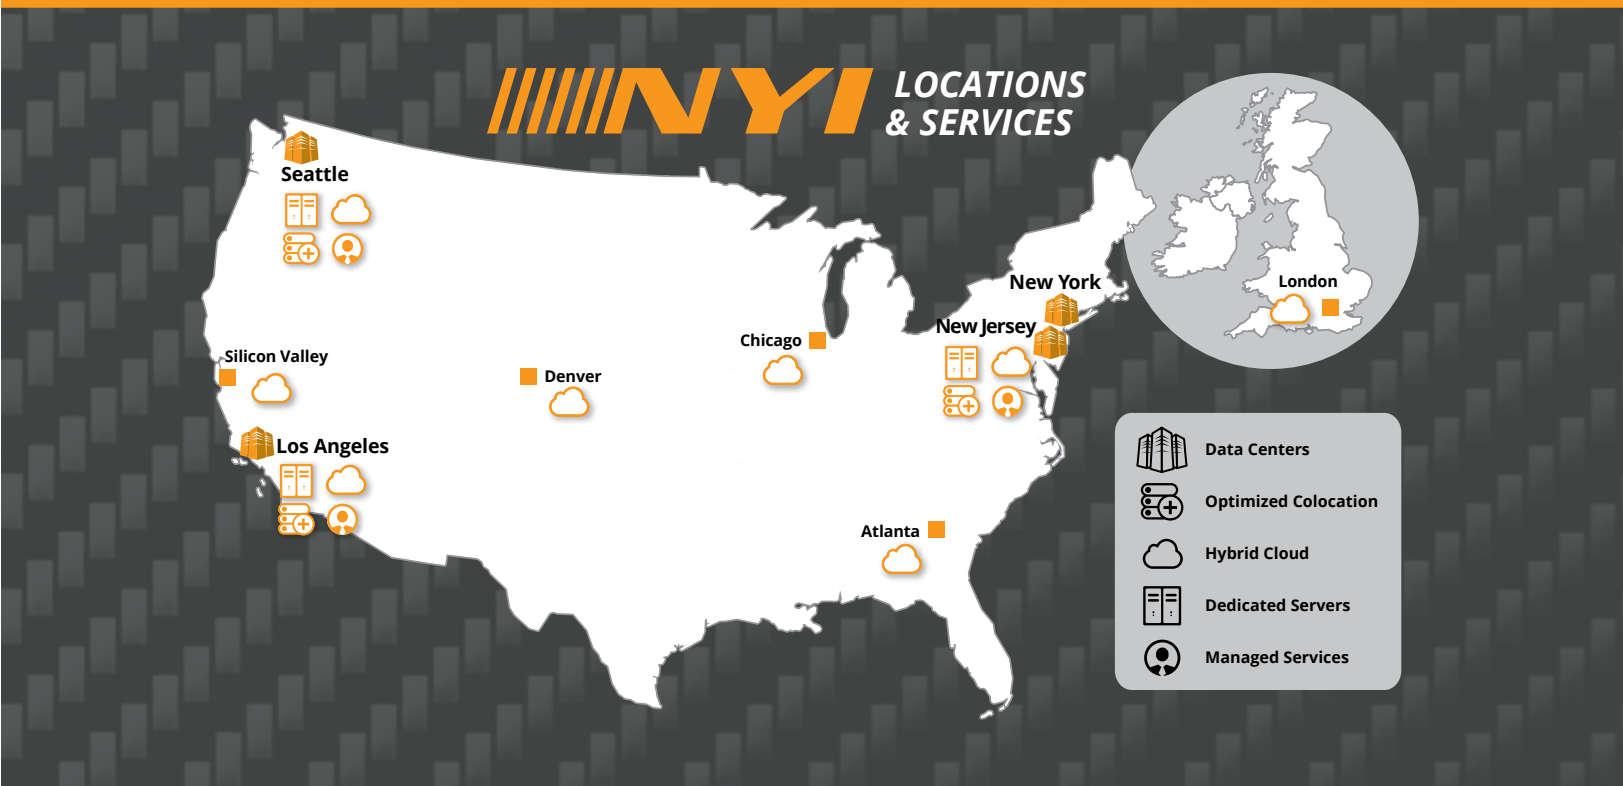 NYI LOCATIONS
& SERVICES
Seattle
New York
London
New Jersey
Chicago
Silicon Valley
Denver
Los Angeles
Atlanta
Data Centers
Optimized Colocation
Hybrid Cloud
Dedicated Servers
Managed Services